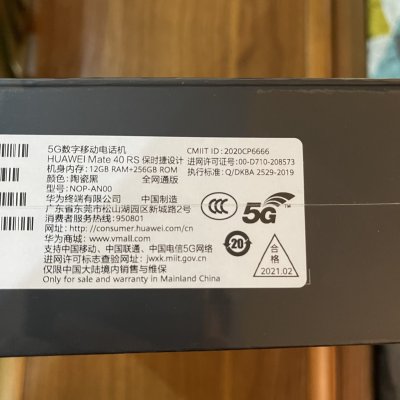 5G数字移动电话机
HUAWEI Mate 40 RS 保时捷设计
机身内存：12GB RAM+256GB ROM
颜色：陶瓷黑 全网通版
型号：NOP-AN00
华为终端有限公司 中国制造
广东省东莞市松山湖园区新城路2号
消费者服务热线：950801
网址：http://consumer.huawei.com/cn
华为商城：www.vmall.com
支持中国移动、中国联通、中国电信5G网络
进网许可标志查验网址：jwxk.miit.gov.cn
仅限中国大陆境内销售与维保
Only for sale and warranty in Mainland China
CMIIT ID：2020CP6666
进网许可证号：00-D710-208573
执行标准：Q/DKBA 2529-2019
CCC
5G
20
合格
2021.02